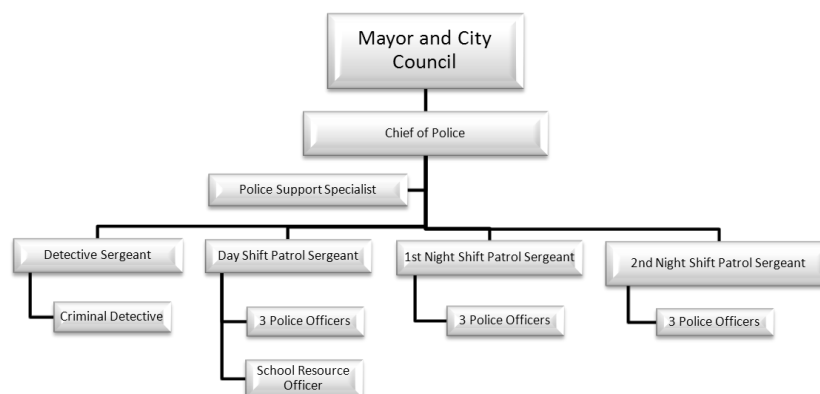 Mayor and City
Council
Chief of Police
Police Support Specialist
Detective Sergeant
Day Shift Patrol Sergeant
1st Night Shift Patrol Sergeant
2nd Night Shift Patrol Sergeant
Criminal Detective
3 Police Officers
3 Police Officers
3 Police Officers
School Resource
Officer